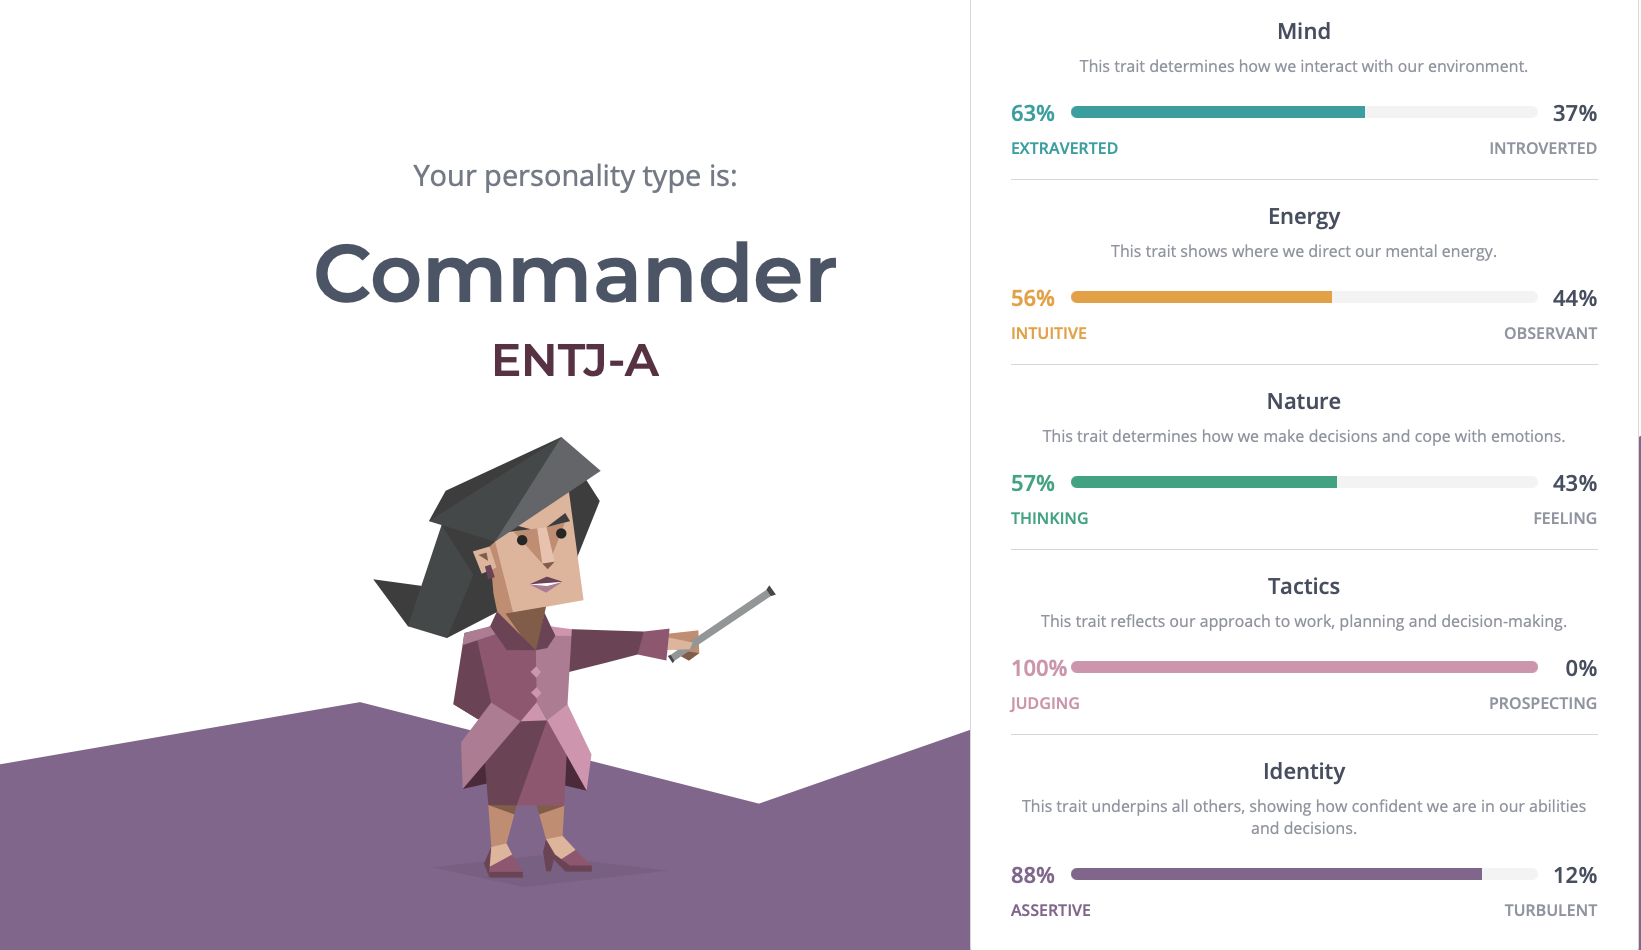 Your personality type is:
Commander
ENTJ-A
Mind
This trait determines how we interact with our environment.
63% 37%
EXTRAVERTED INTROVERTED
Energy
This trait shows where we direct our mental energy.
56% 44%
INTUITIVE OBSERVANT
Nature
This trait determines how we make decisions and cope with emotions.
57% 43%
THINKING FEELING
Tactics
This trait reflects our approach to work, planning and decision-making.
100% 0%
JUDGING PROSPECTING
Identity
This trait underpins all others, showing how confident we are in our abilities
and decisions.
88% 12%
ASSERTIVE TURBULENT